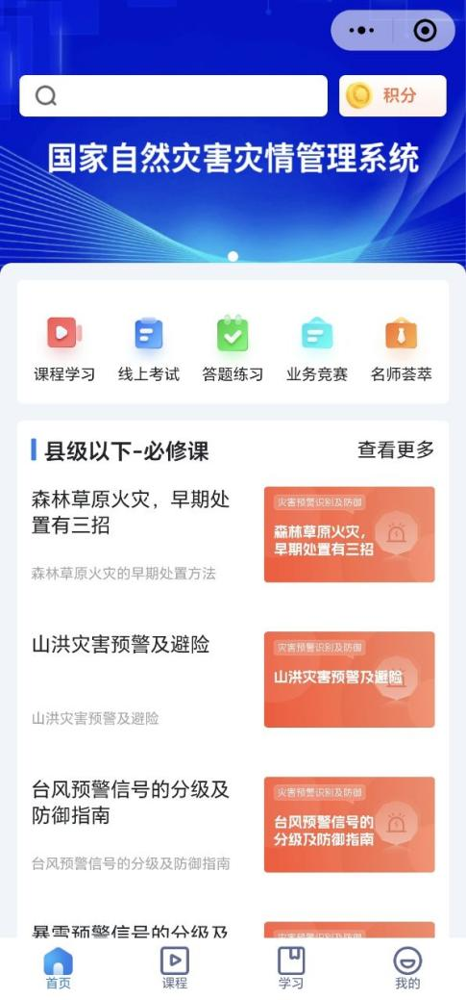 积分
国家自然灾害灾情管理系统
课程学习 线上考试 答题练习 业务竞赛 名师荟萃
县级以下-必修课 查看更多
森林草原火灾，早期处
置有三招
森林草原火灾的早期处置方法
灾害预警识别及防御
森林草原火灾，
早期处置有三招
山洪灾害预警及避险
山洪灾害预警及避险
灾害预警识别及防御
山洪灾害预警及避险
台风预警信号的分级及
防御指南
台风预警信号的分级及防御指南
灾害预警识别及防御
台风预警信号的
分级及防御指南
暴雪预警信号的分级及
灾害预警识别及防御
首页 课程 学习 我的